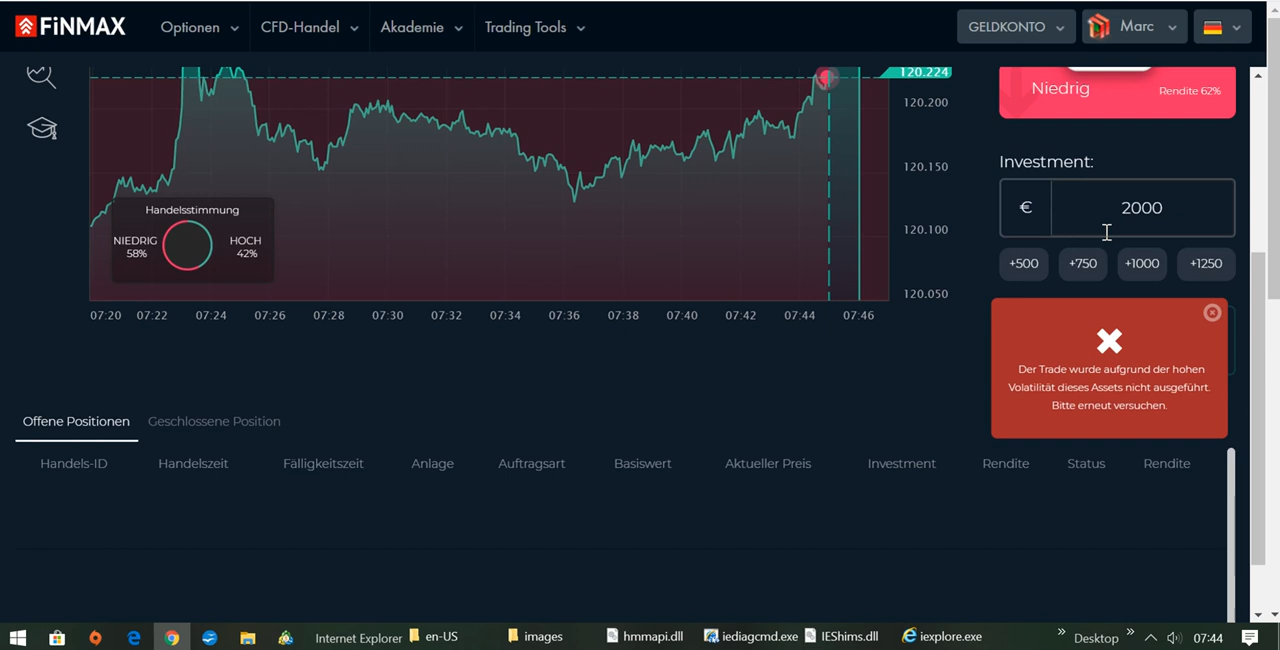 FiNMAX Optionen CFD-Handel Akademie Trading Tools GELDKONTO Marc
120.224
120.200
120.150
120.100
120.050
Handelsstimmung
NIEDRIG
58%
HOCH
42%
07:20 07:22 07:24 07:26 07:28 07:30 07:32 07:34 07:36 07:38 07:40 07:42 07:44 07:46
Niedrig Rendite 62%
Investment:
€ 2000
+500 +750 +1000 +1250
Der Trade wurde aufgrund der hohen
Volatilität dieses Assets nicht ausgeführt.
Bitte erneut versuchen.
Offene Positionen Geschlossene Position
Handels-ID Handelszeit Fälligkeitszeit Anlage Auftragsart Basiswert Aktueller Preis Investment Rendite Status Rendite
Internet Explorer en-US images hmmapi.dll iediagcmd.exe IEShims.dll iexplore.exe » Desktop » 07:44